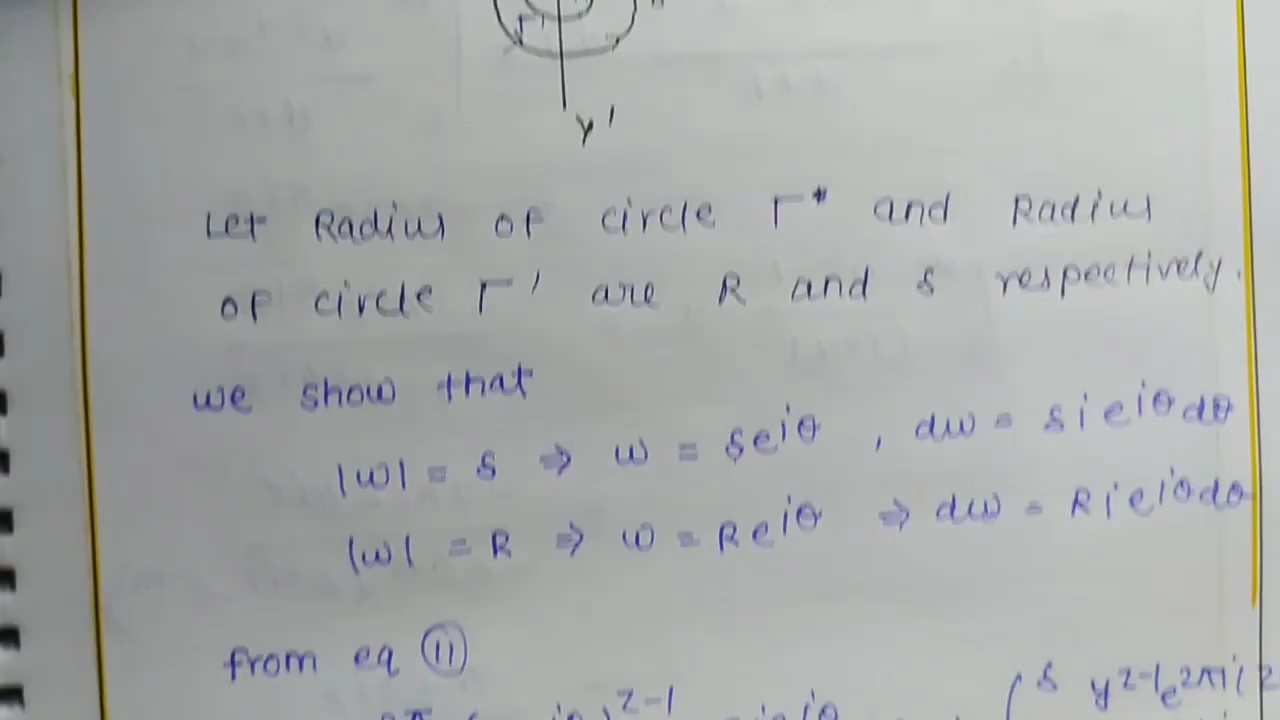 Γ'
y'
Let Radius of circle Γ* and Radius
of circle Γ' are R and s respectively.
we show that
|w| = s ⇒ w = se^{iθ} , dw = s i e^{iθ} dθ
|w| = R ⇒ w = Re^{iθ} ⇒ dw = R i e^{iθ} dθ
from eq (11)